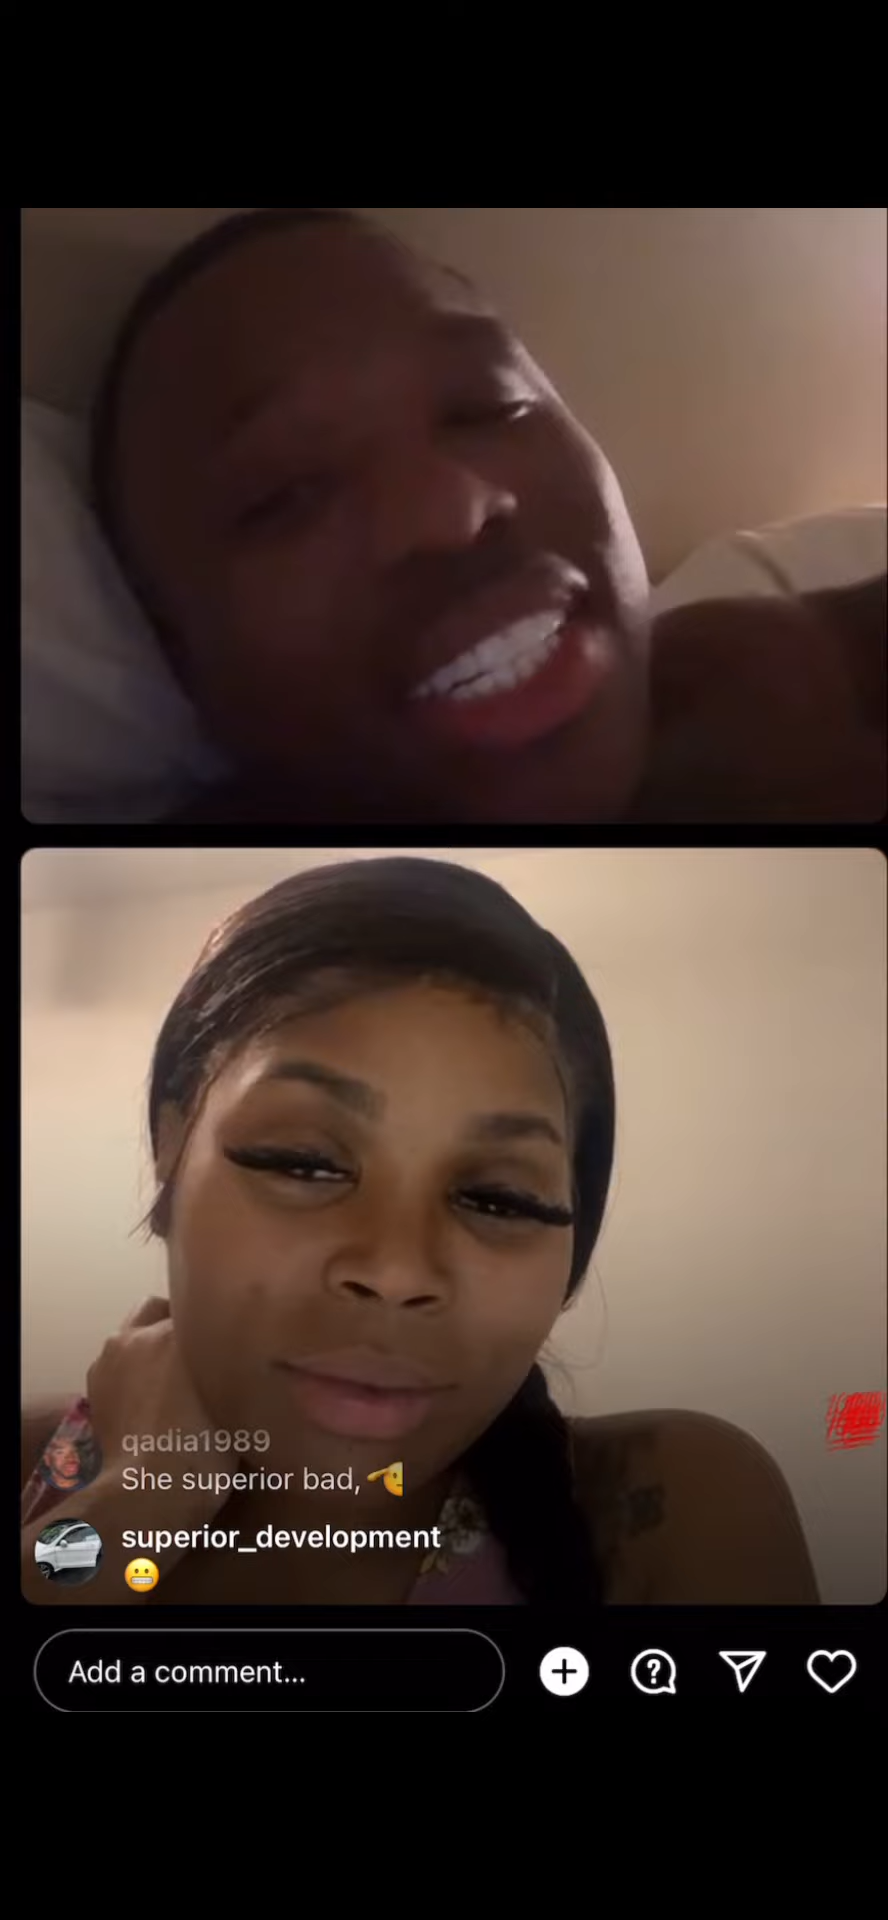 qadia1989
She superior bad, 🫡
superior_development
😬
Add a comment...